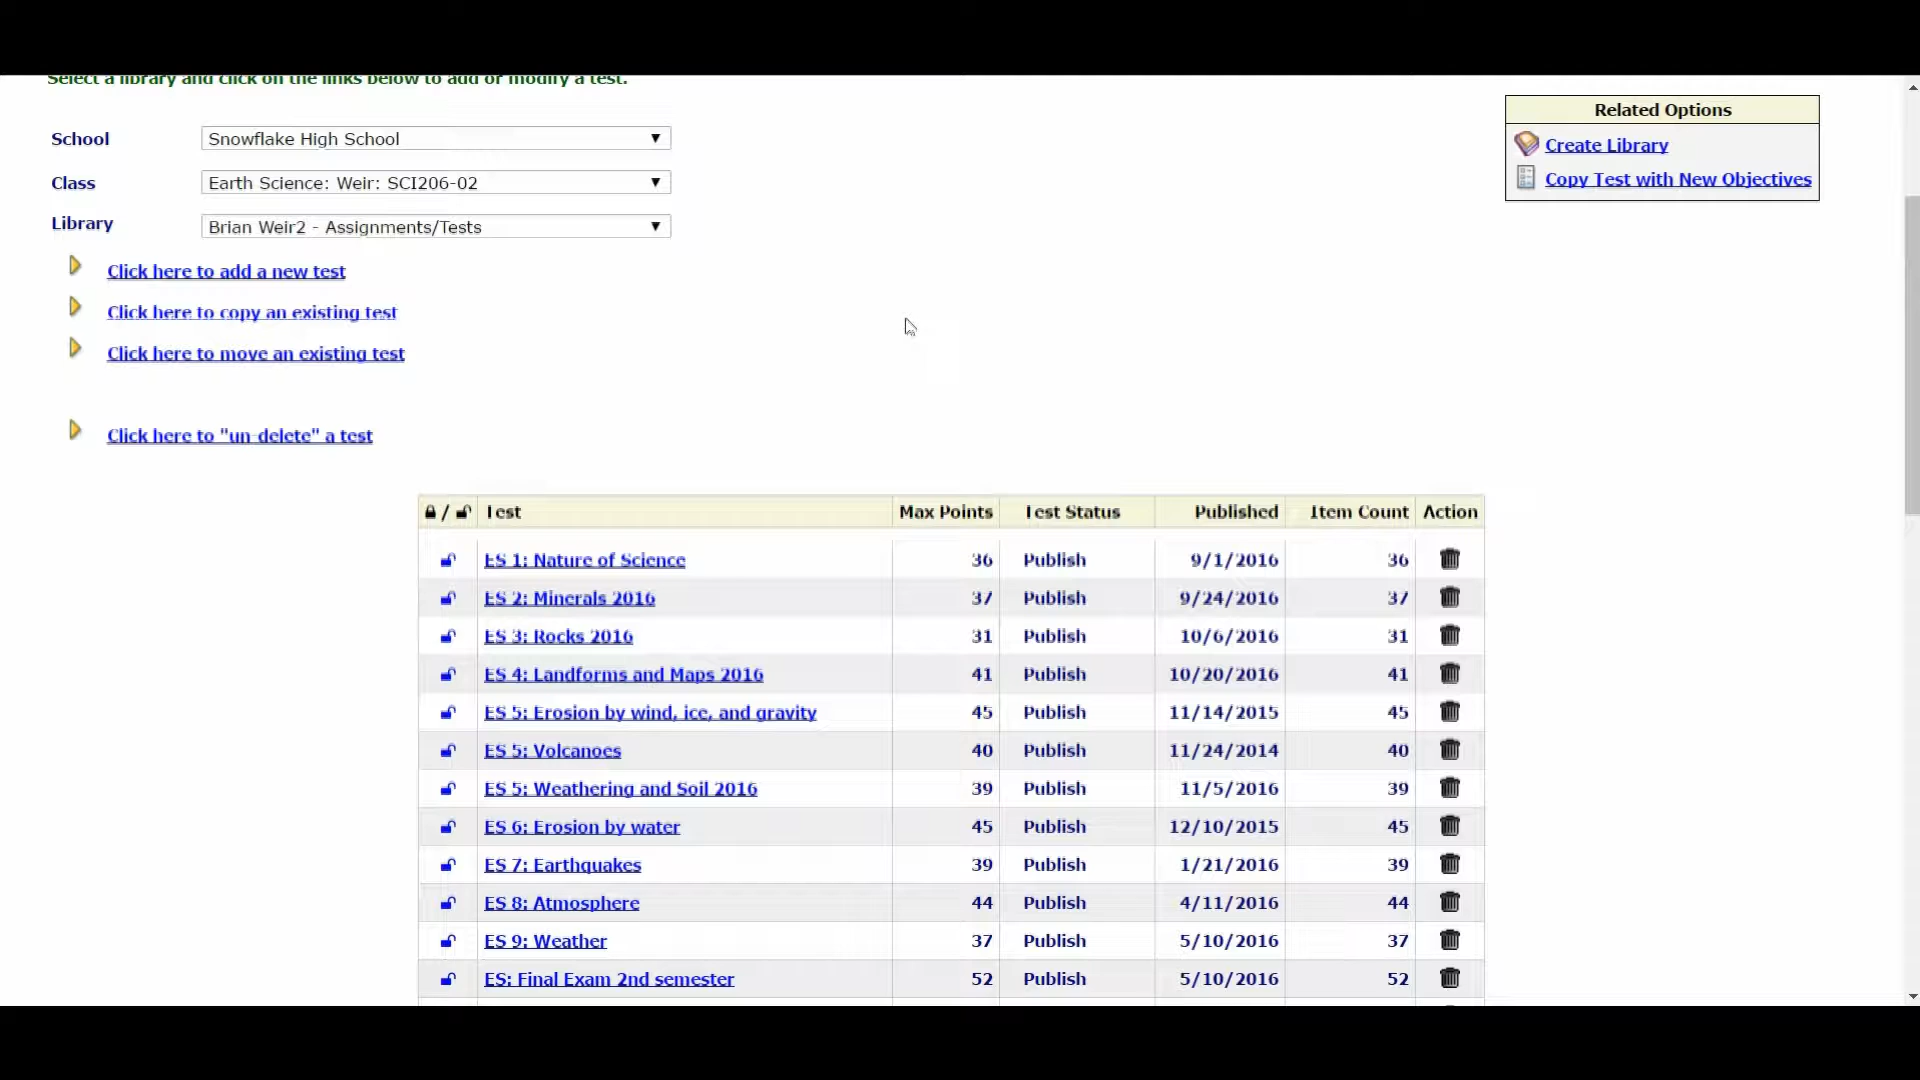 Select a library and click on the links below to add or modify a test.
Related Options
Create Library
Copy Test with New Objectives
School Snowflake High School
Class Earth Science: Weir: SCI206-02
Library Brian Weir2 - Assignments/Tests
Click here to add a new test
Click here to copy an existing test
Click here to move an existing test
Click here to "un-delete" a test
/ Test Max Points Test Status Published Item Count Action
ES 1: Nature of Science 36 Publish 9/1/2016 36
ES 2: Minerals 2016 37 Publish 9/24/2016 37
ES 3: Rocks 2016 31 Publish 10/6/2016 31
ES 4: Landforms and Maps 2016 41 Publish 10/20/2016 41
ES 5: Erosion by wind, ice, and gravity 45 Publish 11/14/2015 45
ES 5: Volcanoes 40 Publish 11/24/2014 40
ES 5: Weathering and Soil 2016 39 Publish 11/5/2016 39
ES 6: Erosion by water 45 Publish 12/10/2015 45
ES 7: Earthquakes 39 Publish 1/21/2016 39
ES 8: Atmosphere 44 Publish 4/11/2016 44
ES 9: Weather 37 Publish 5/10/2016 37
ES: Final Exam 2nd semester 52 Publish 5/10/2016 52